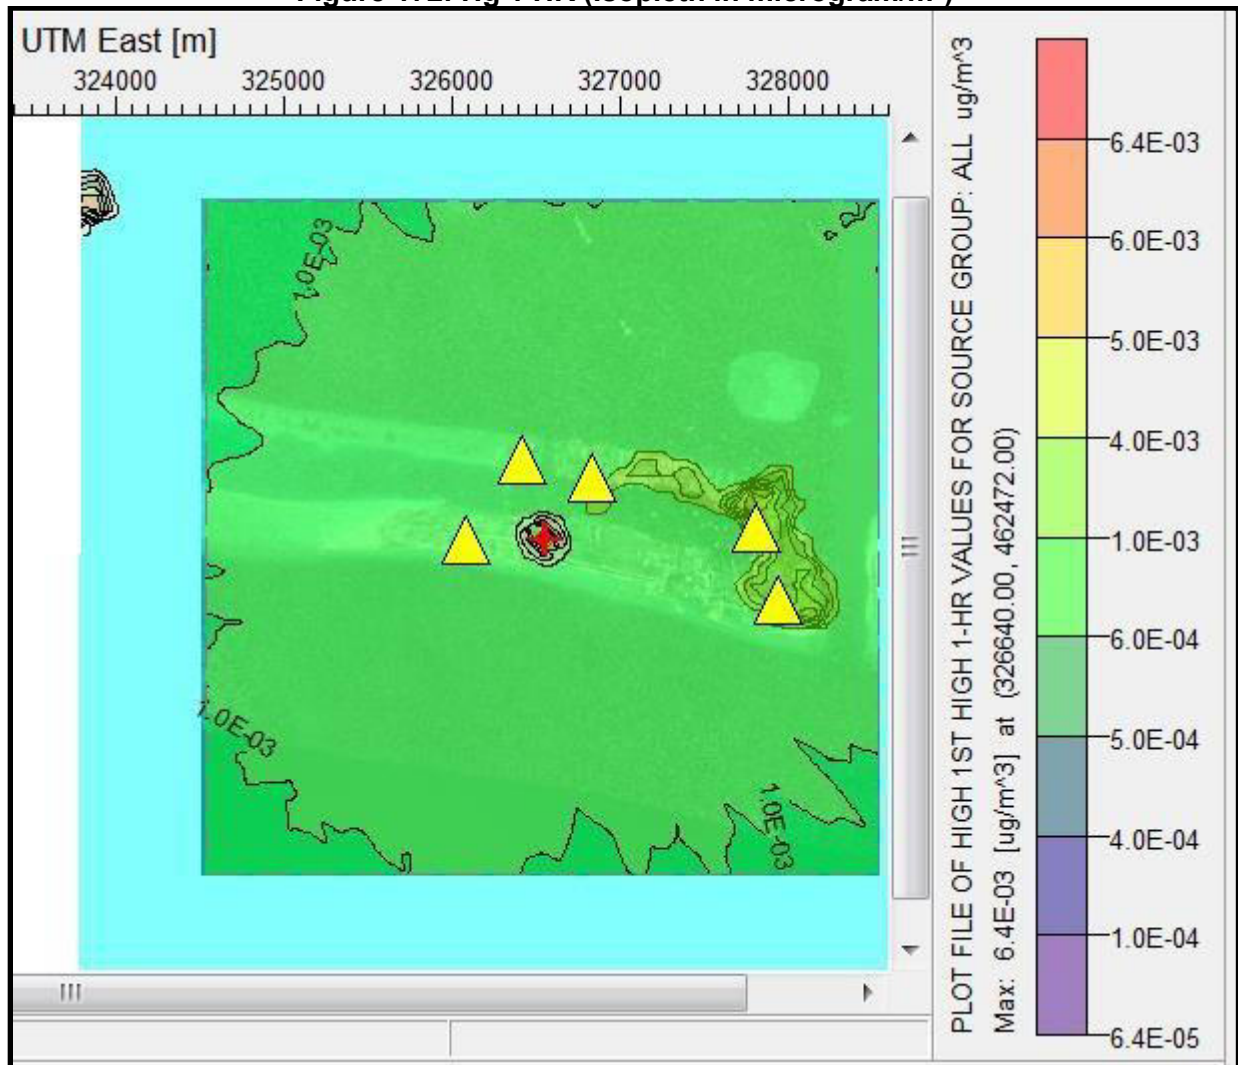 UTM East [m]
324000 325000 326000 327000 328000
1.0E-03
1.0E-03
1.0E-03
PLOT FILE OF HIGH 1ST HIGH 1-HR VALUES FOR SOURCE GROUP: ALL ug/m^3
Max: 6.4E-03 [ug/m^3] at (326640.00, 462472.00)
6.4E-03
6.0E-03
5.0E-03
4.0E-03
1.0E-03
6.0E-04
5.0E-04
4.0E-04
1.0E-04
6.4E-05